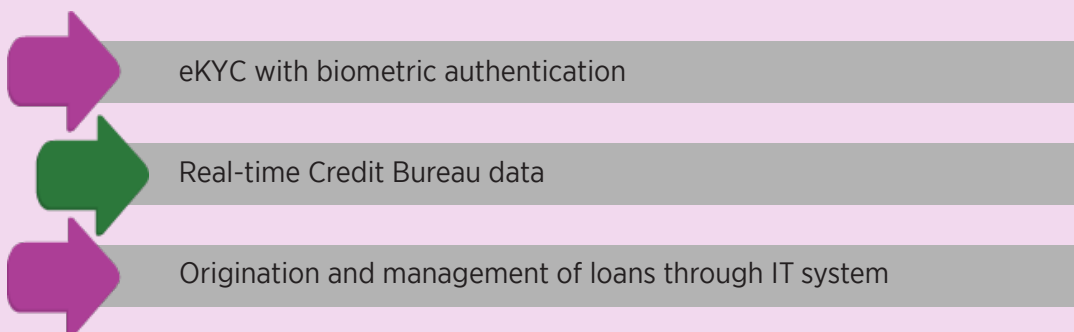 eKYC with biometric authentication
Real-time Credit Bureau data
Origination and management of loans through IT system